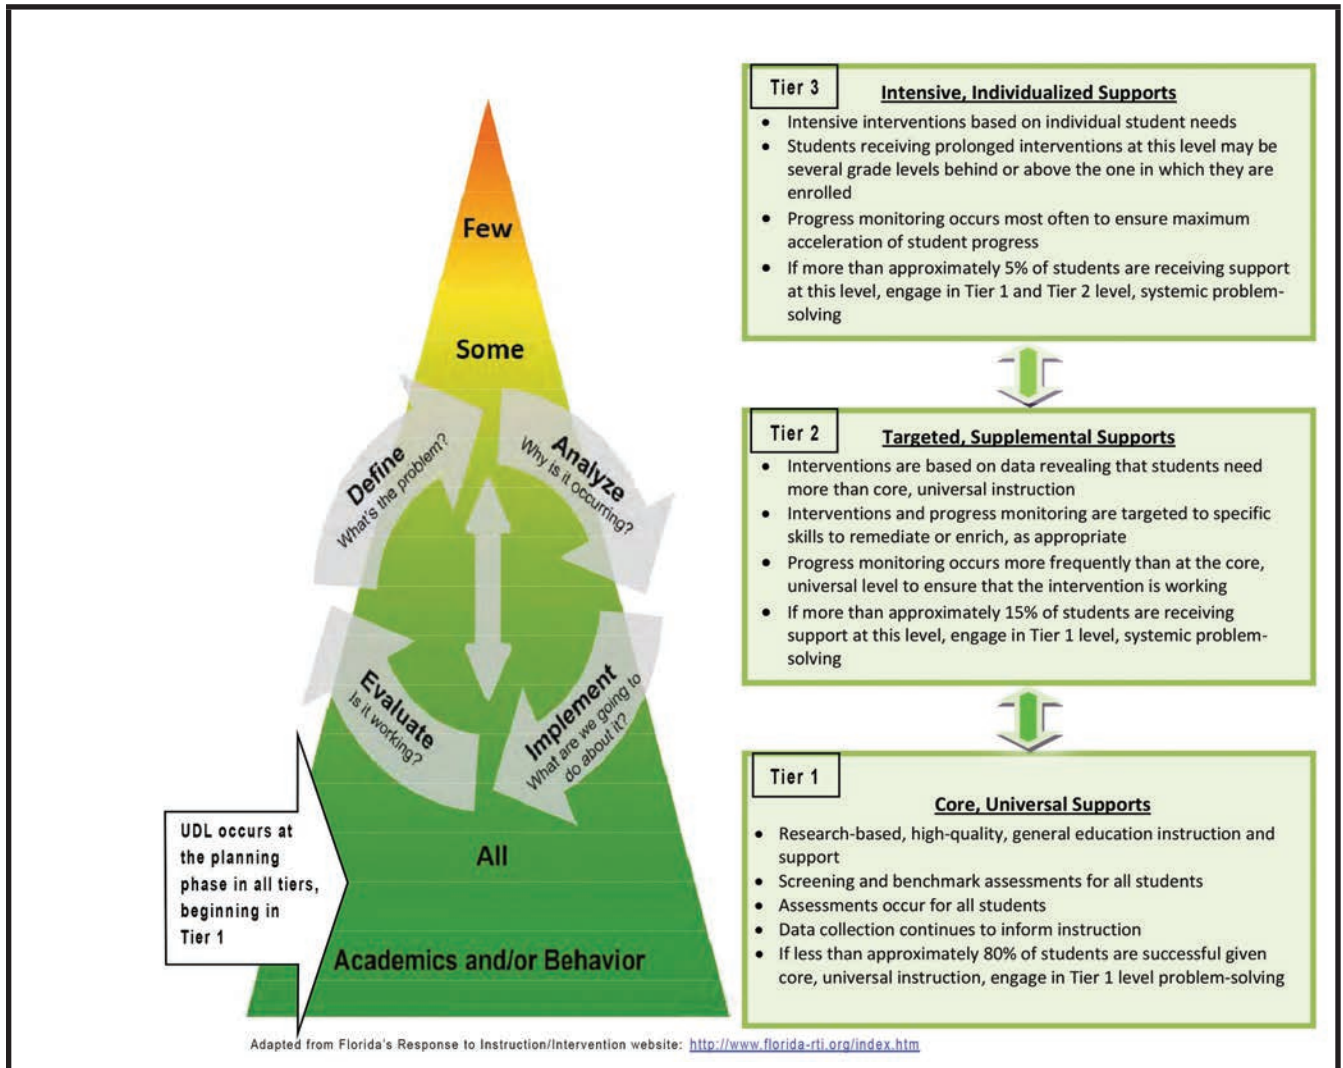 Few
Some
Define
What's the problem?
Analyze
Why is it occurring?
Evaluate
Is it working?
Implement
What are we going to
do about it?
UDL occurs at
the planning
phase in all tiers,
beginning in
Tier 1
All
Academics and/or Behavior
Tier 3
Intensive, Individualized Supports
• Intensive interventions based on individual student needs
• Students receiving prolonged interventions at this level may be
several grade levels behind or above the one in which they are
enrolled
• Progress monitoring occurs most often to ensure maximum
acceleration of student progress
• If more than approximately 5% of students are receiving support
at this level, engage in Tier 1 and Tier 2 level, systemic problem-
solving
Tier 2
Targeted, Supplemental Supports
• Interventions are based on data revealing that students need
more than core, universal instruction
• Interventions and progress monitoring are targeted to specific
skills to remediate or enrich, as appropriate
• Progress monitoring occurs more frequently than at the core,
universal level to ensure that the intervention is working
• If more than approximately 15% of students are receiving
support at this level, engage in Tier 1 level, systemic problem-
solving
Tier 1
Core, Universal Supports
• Research-based, high-quality, general education instruction and
support
• Screening and benchmark assessments for all students
• Assessments occur for all students
• Data collection continues to inform instruction
• If less than approximately 80% of students are successful given
core, universal instruction, engage in Tier 1 level problem-solving
Adapted from Florida's Response to Instruction/Intervention website: http://www.florida-rti.org/index.htm